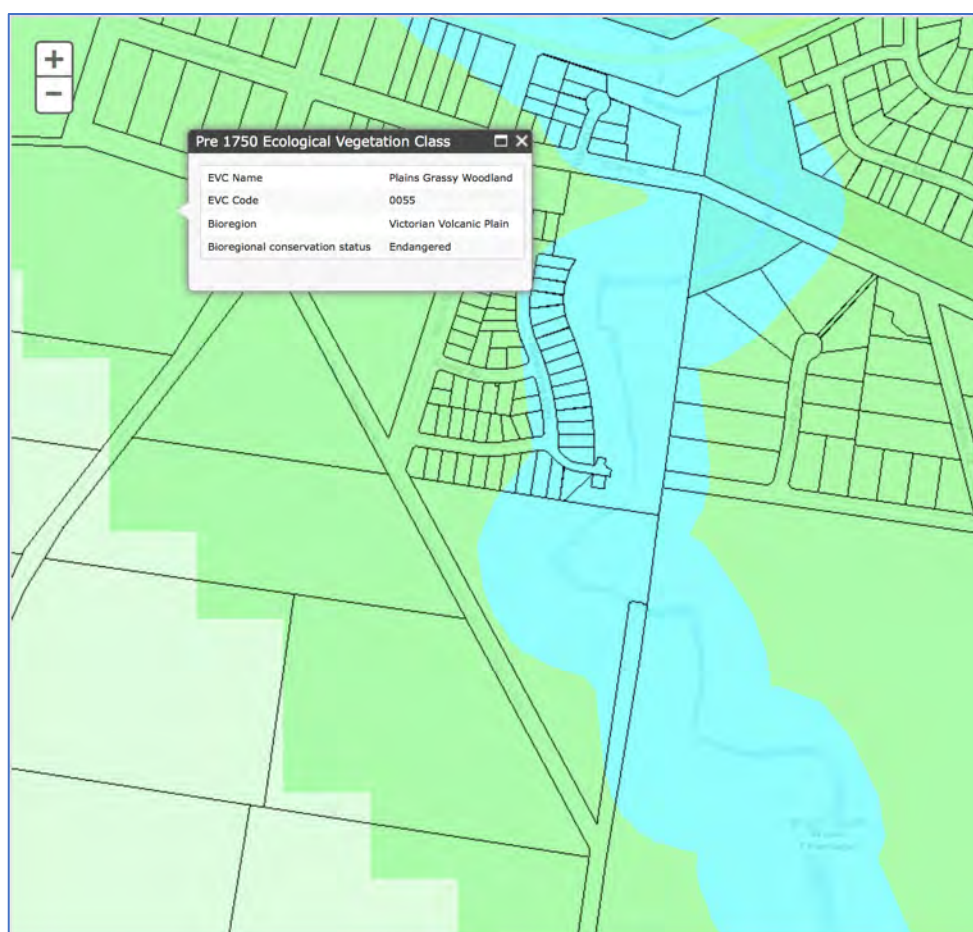 +
−
Pre 1750 Ecological Vegetation Class
EVC Name Plains Grassy Woodland
EVC Code 0055
Bioregion Victorian Volcanic Plain
Bioregional conservation status Endangered